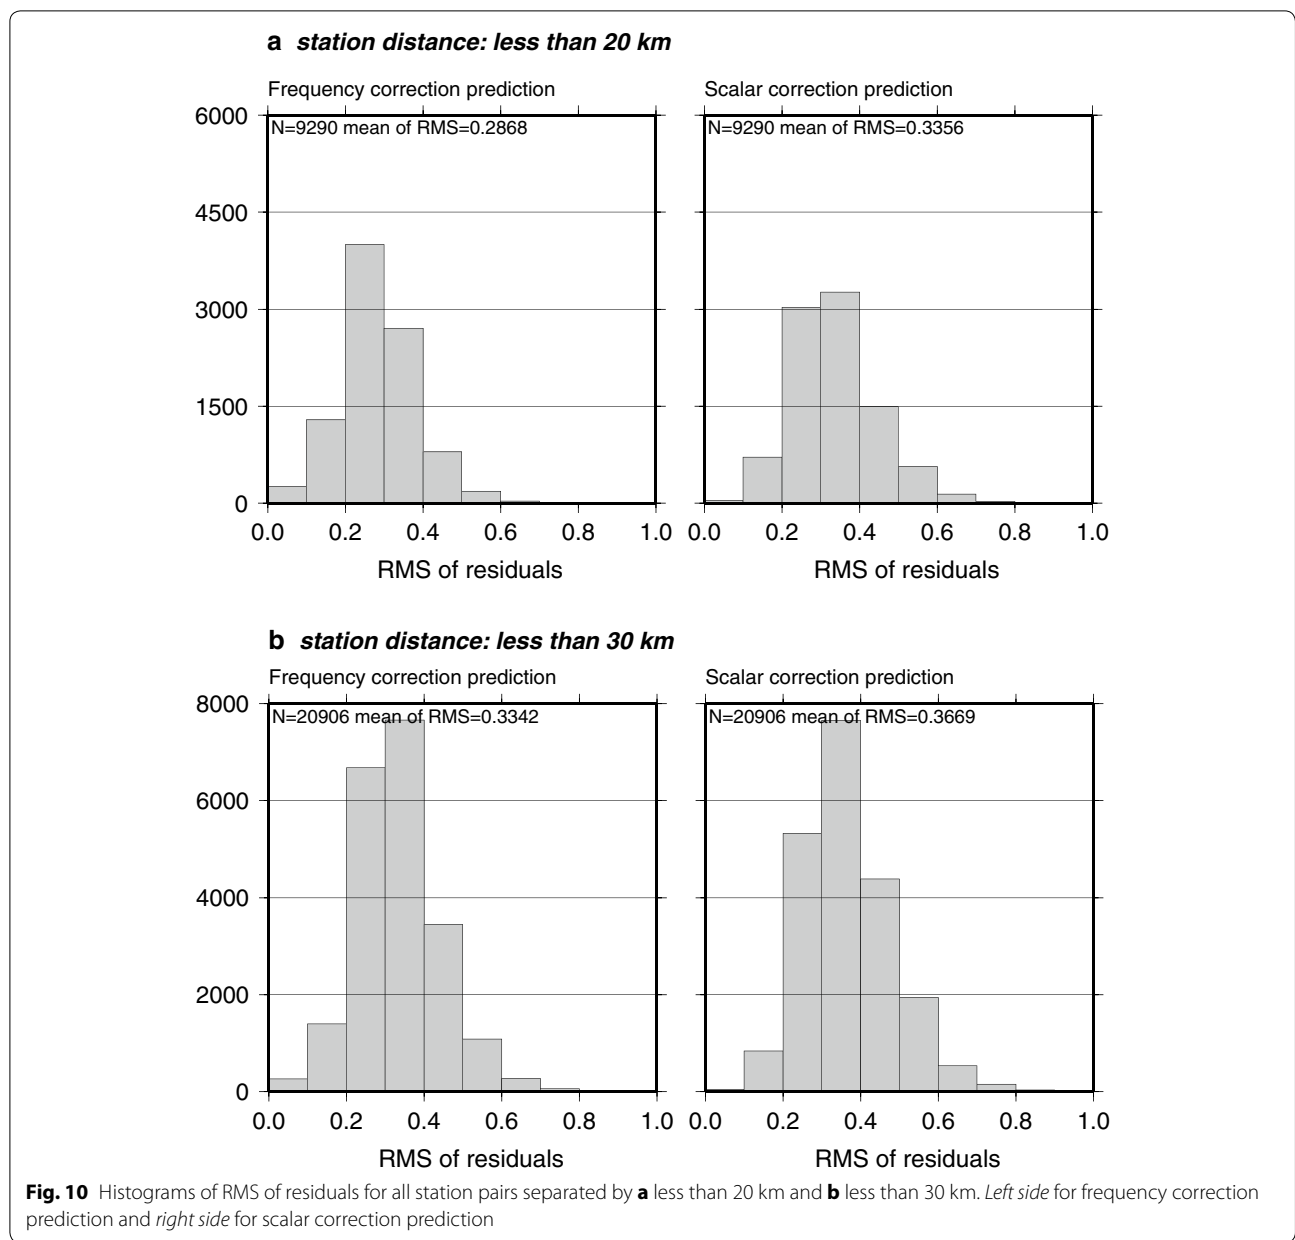 a station distance: less than 20 km
Frequency correction prediction
Scalar correction prediction
N=9290 mean of RMS=0.2868
N=9290 mean of RMS=0.3356
6000
4500
3000
1500
0
0.0 0.2 0.4 0.6 0.8 1.0
0.0 0.2 0.4 0.6 0.8 1.0
RMS of residuals
RMS of residuals
b station distance: less than 30 km
Frequency correction prediction
Scalar correction prediction
N=20906 mean of RMS=0.3342
N=20906 mean of RMS=0.3669
8000
6000
4000
2000
0
0.0 0.2 0.4 0.6 0.8 1.0
0.0 0.2 0.4 0.6 0.8 1.0
RMS of residuals
RMS of residuals
Fig. 10 Histograms of RMS of residuals for all station pairs separated by a less than 20 km and b less than 30 km. Left side for frequency correction
prediction and right side for scalar correction prediction